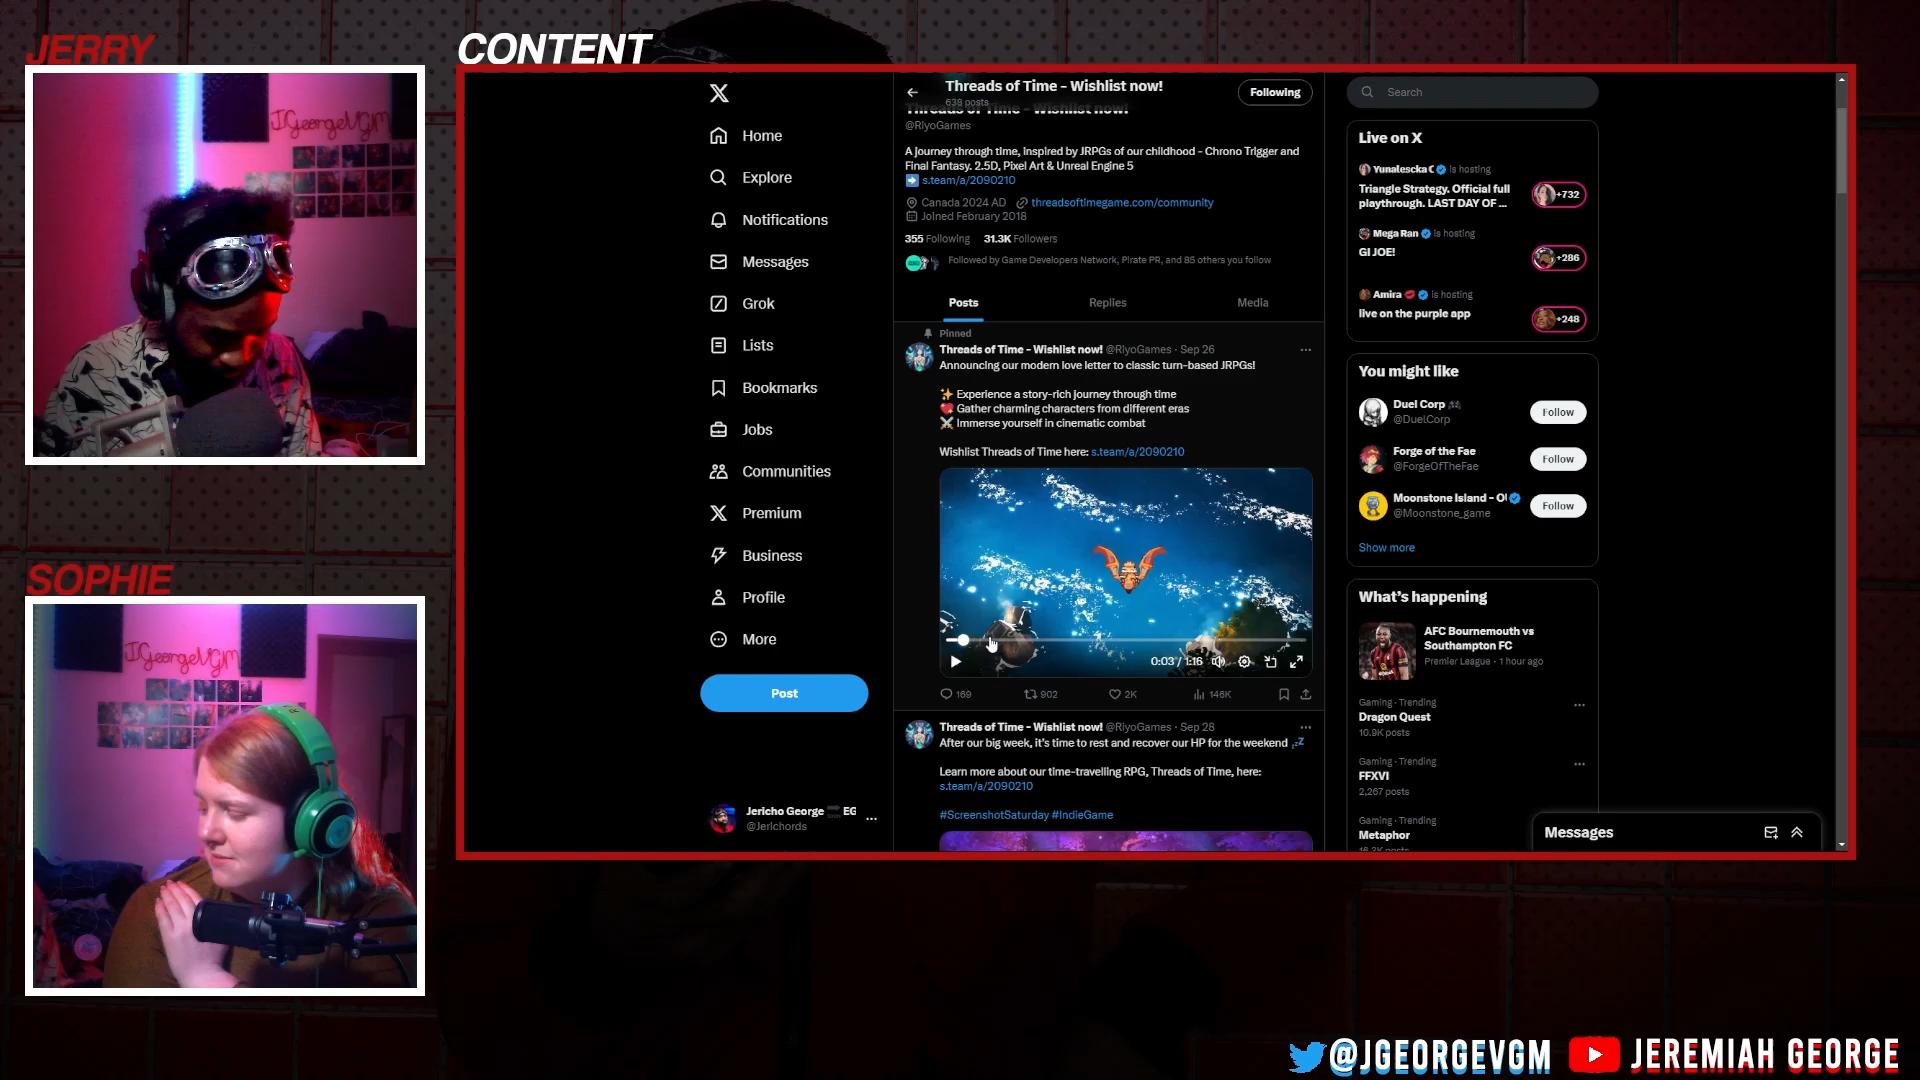 JERRY
CONTENT
JGeorgeVGM
SOPHIE
JGeorgeVGM
Home
Explore
Notifications
Messages
Grok
Lists
Bookmarks
Jobs
Communities
Premium
Business
Profile
More
Post
Jericho George
EG
@Jerichords
Threads of Time - Wishlist now!
639 posts
Following
Threads of Time - Wishlist now!
@RiyoGames
A journey through time, inspired by JRPGs of our childhood - Chrono Trigger and
Final Fantasy. 2.5D, Pixel Art & Unreal Engine 5
➡ s.team/a/2090210
Canada 2024 AD threadsoftimegame.com/community
Joined February 2018
355 Following 31.3K Followers
Followed by Game Developers Network, Pirate PR, and 85 others you follow
Posts Replies Media
Pinned
Threads of Time - Wishlist now! @RiyoGames · Sep 26
Announcing our modern love letter to classic turn-based JRPGs!
✨ Experience a story-rich journey through time
💘 Gather charming characters from different eras
⚔ Immerse yourself in cinematic combat
Wishlist Threads of Time here: s.team/a/2090210
0:03 / 1:16
169 902 2K 146K
Threads of Time - Wishlist now! @RiyoGames · Sep 28
After our big week, it's time to rest and recover our HP for the weekend 💤
Learn more about our time-travelling RPG, Threads of Time, here:
s.team/a/2090210
#ScreenshotSaturday #IndieGame
Search
Live on X
Yunalescka C is hosting
Triangle Strategy. Official full
playthrough. LAST DAY OF ...
+732
Mega Ran is hosting
GI JOE!
+286
Amira 💋 is hosting
live on the purple app
+248
You might like
Duel Corp 🎮
@DuelCorp
Follow
Forge of the Fae
@ForgeOfTheFae
Follow
Moonstone Island - OU
@Moonstone_game
Follow
Show more
What's happening
AFC Bournemouth vs
Southampton FC
Premier League · 1 hour ago
Gaming · Trending
Dragon Quest
10.9K posts
Gaming · Trending
FFXVI
2,267 posts
Gaming · Trending
Metaphor
Messages
@JGEORGEVGM JEREMIAH GEORGE